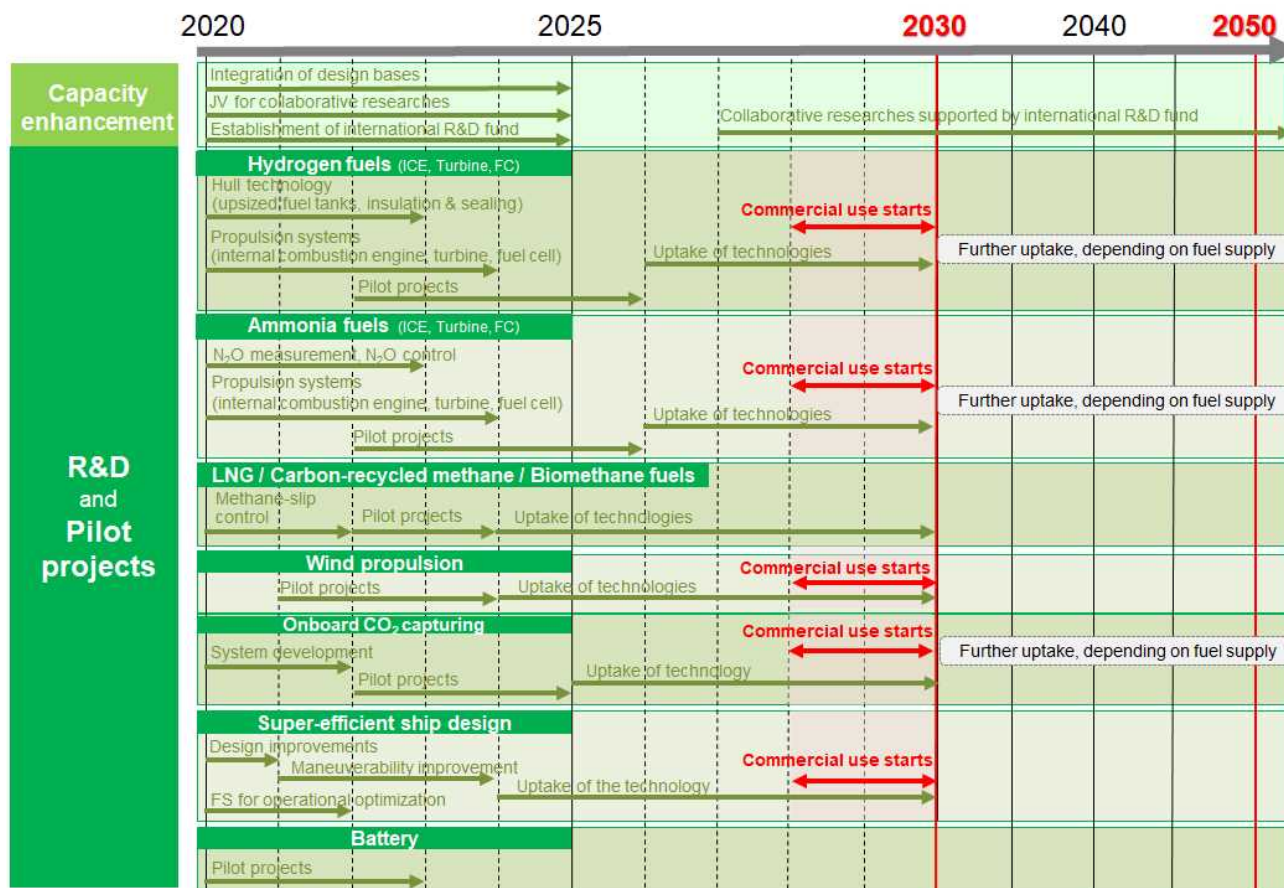 2020 2025 2030 2040 2050
Capacity
enhancement
Integration of design bases
JV for collaborative researches
Establishment of international R&D fund
Collaborative researches supported by international R&D fund
R&D
and
Pilot
projects
Hydrogen fuels (ICE, Turbine, FC)
Hull technology
(upsized fuel tanks, insulation & sealing)
Commercial use starts
Propulsion systems
(internal combustion engine, turbine, fuel cell)
Uptake of technologies
Further uptake, depending on fuel supply
Pilot projects
Ammonia fuels (ICE, Turbine, FC)
N₂O measurement, N₂O control
Commercial use starts
Propulsion systems
(internal combustion engine, turbine, fuel cell)
Further uptake, depending on fuel supply
Uptake of technologies
Pilot projects
LNG / Carbon-recycled methane / Biomethane fuels
Methane-slip
control
Pilot projects
Uptake of technologies
Wind propulsion
Commercial use starts
Pilot projects
Uptake of technologies
Onboard CO₂ capturing
Commercial use starts
System development
Further uptake, depending on fuel supply
Pilot projects
Uptake of technology
Super-efficient ship design
Design improvements
Commercial use starts
Maneuverability improvement
Uptake of the technology
FS for operational optimization
Battery
Pilot projects